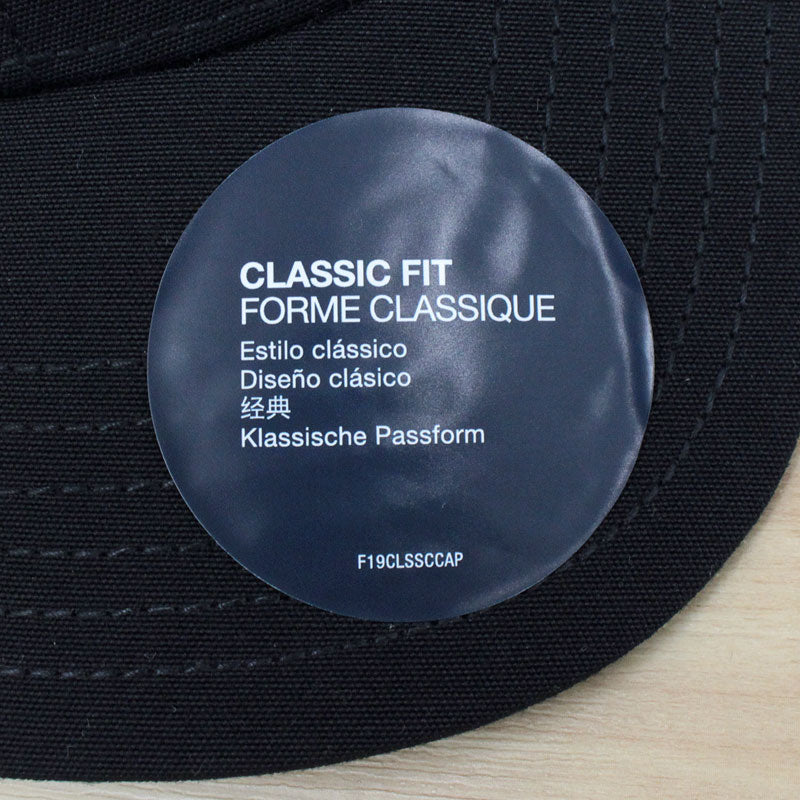 CLASSIC FIT
FORME CLASSIQUE
Estilo clássico
Diseño clásico
经典
Klassische Passform
F19CLSSCCAP